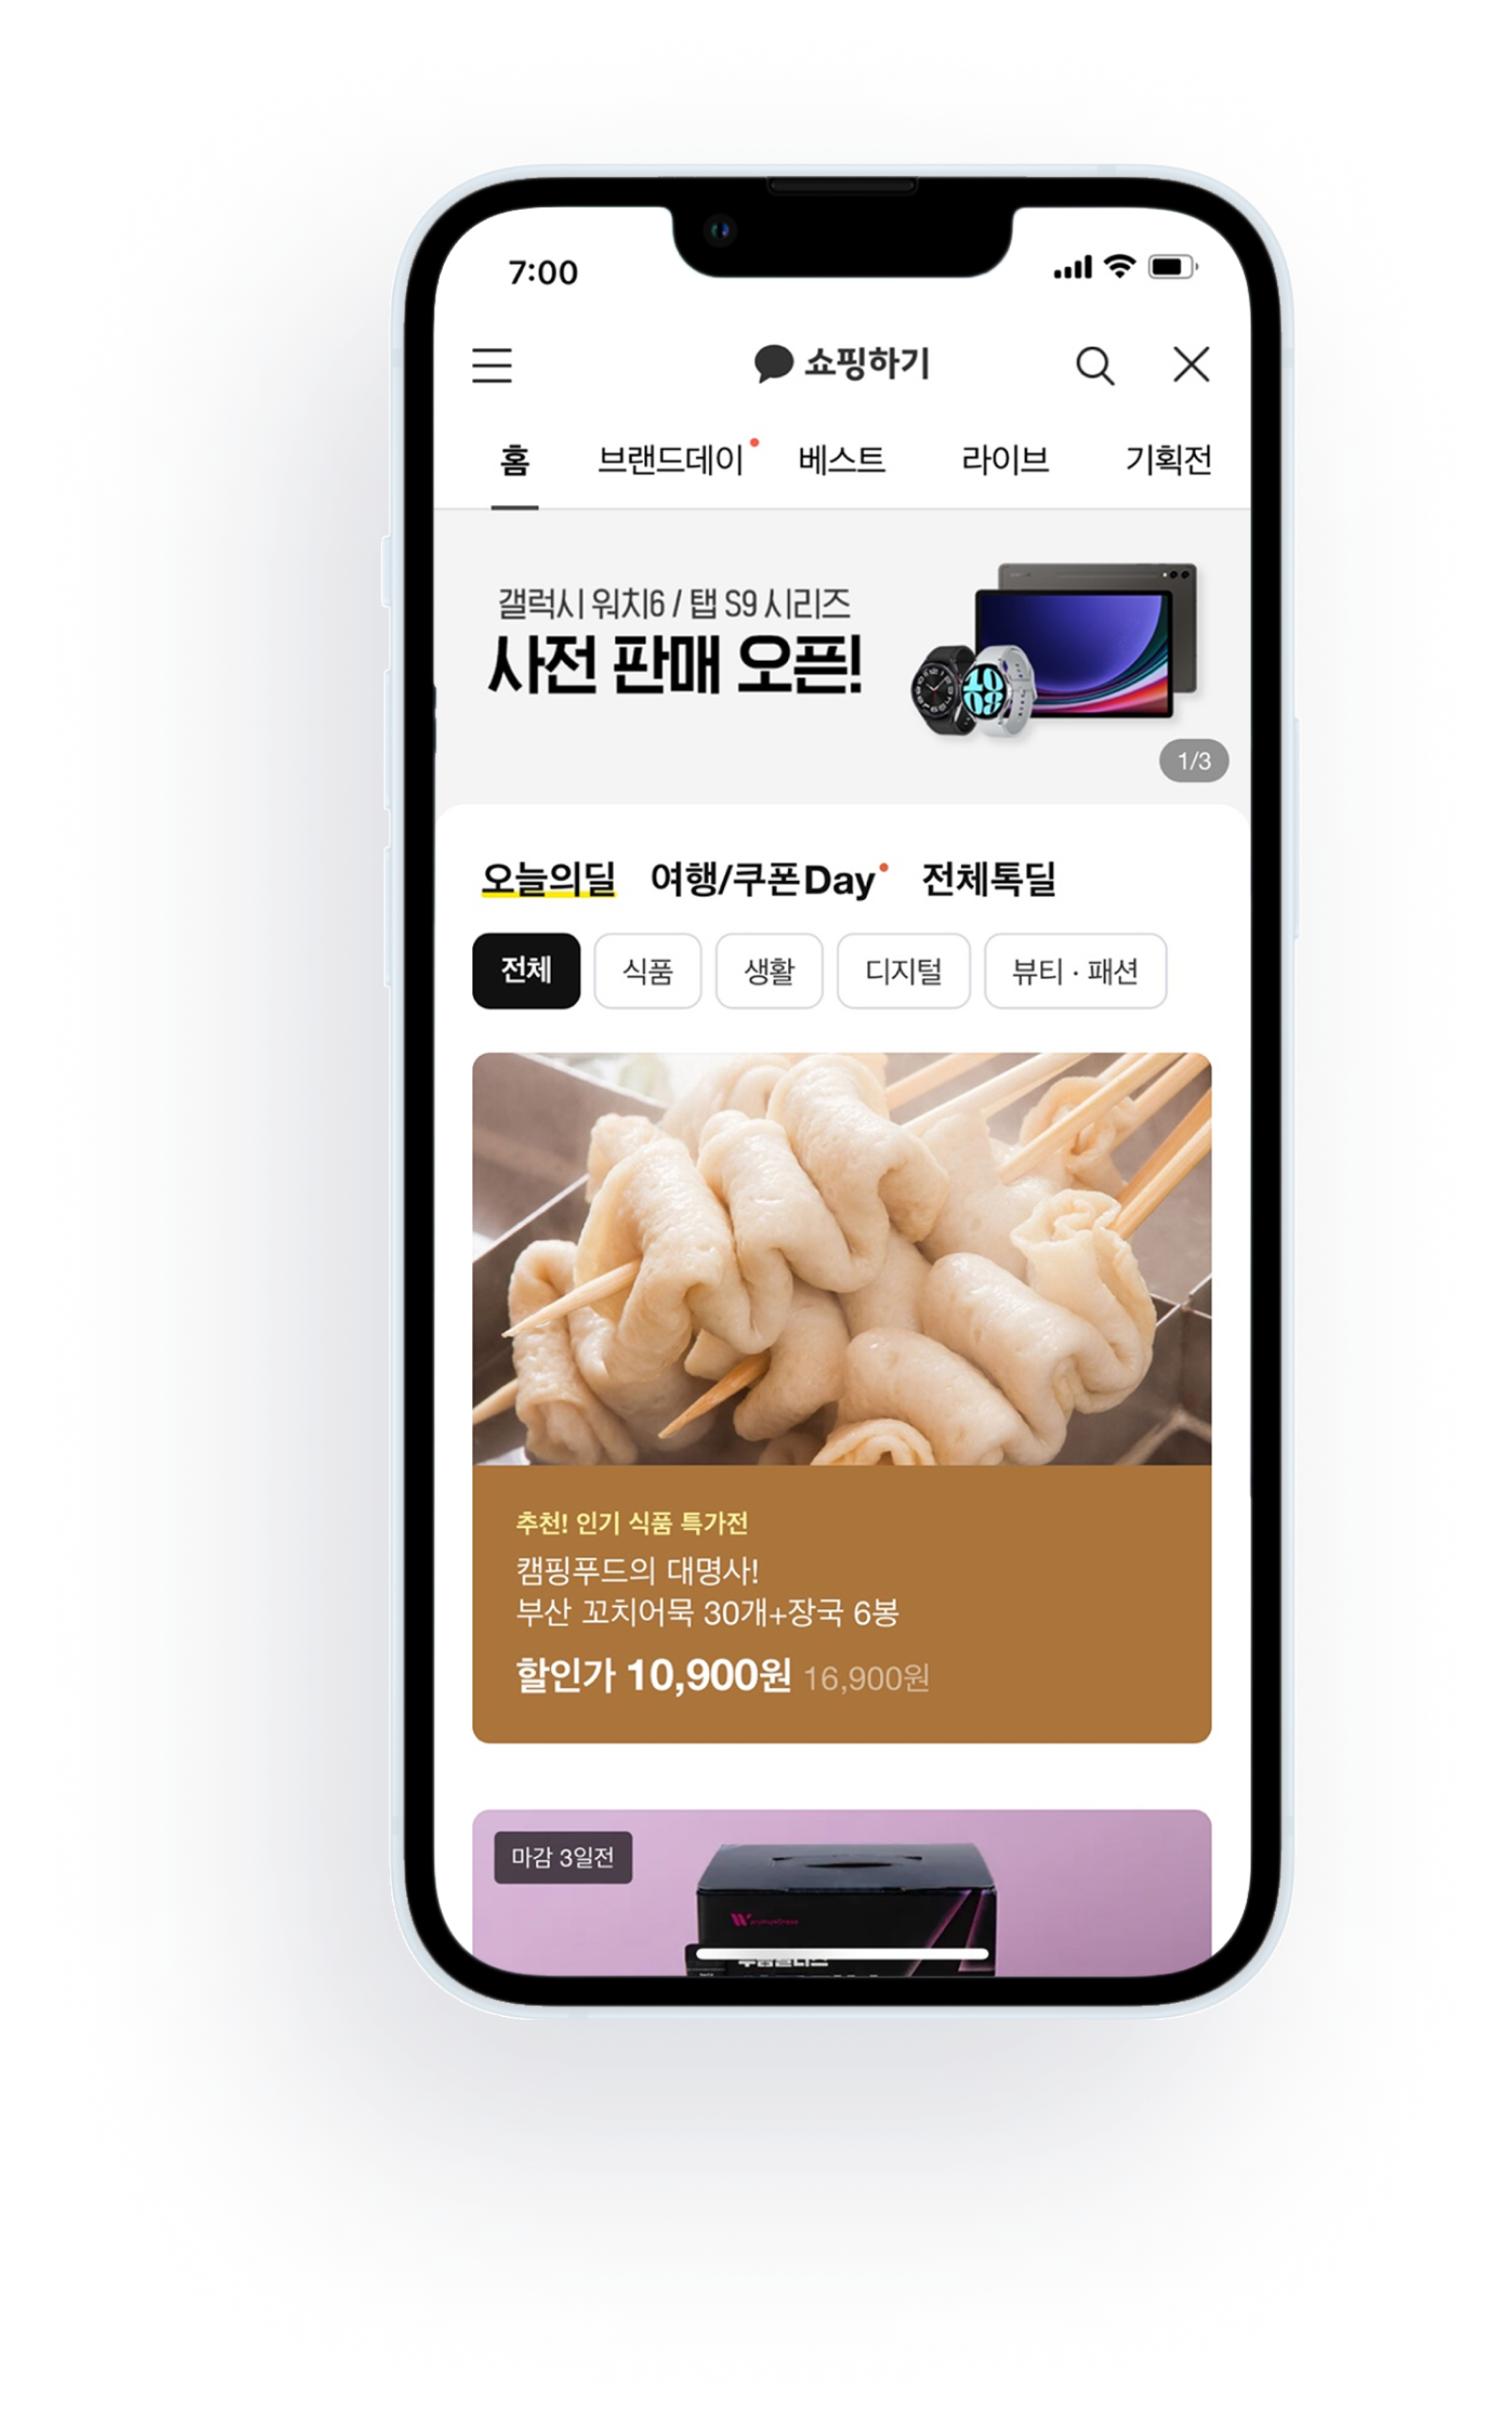 7:00
쇼핑하기
홈 브랜드데이 베스트 라이브 기획전
갤럭시 워치6 / 탭 S9 시리즈
사전 판매 오픈!
1/3
오늘의딜 여행/쿠폰Day 전체톡딜
전체 식품 생활 디지털 뷰티 · 패션
추천! 인기 식품 특가전
캠핑푸드의 대명사!
부산 꼬치어묵 30개+장국 6봉
할인가 10,900원 16,900원
마감 3일전